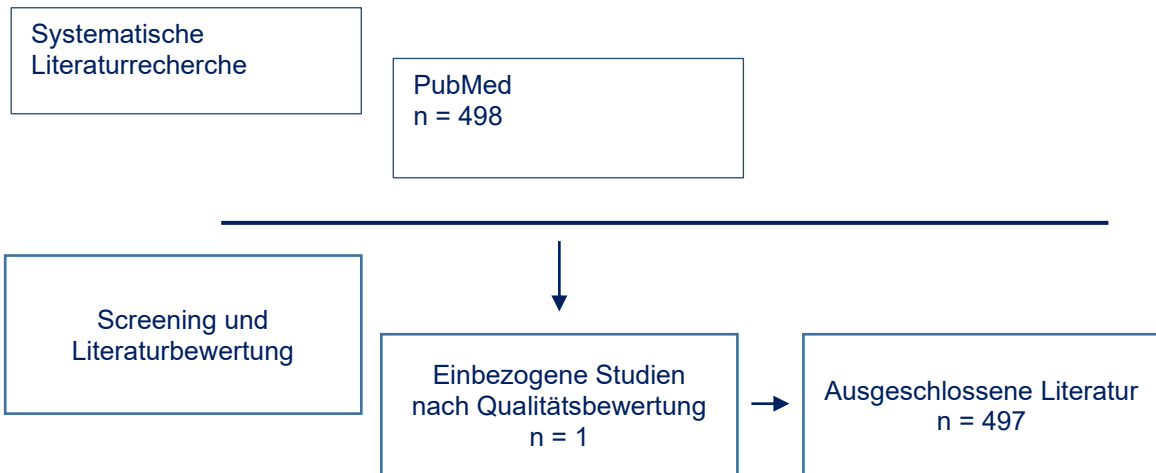 Systematische
Literaturrecherche
PubMed
n = 498
Screening und
Literaturbewertung
Einbezogene Studien
nach Qualitätsbewertung
n = 1
Ausgeschlossene Literatur
n = 497